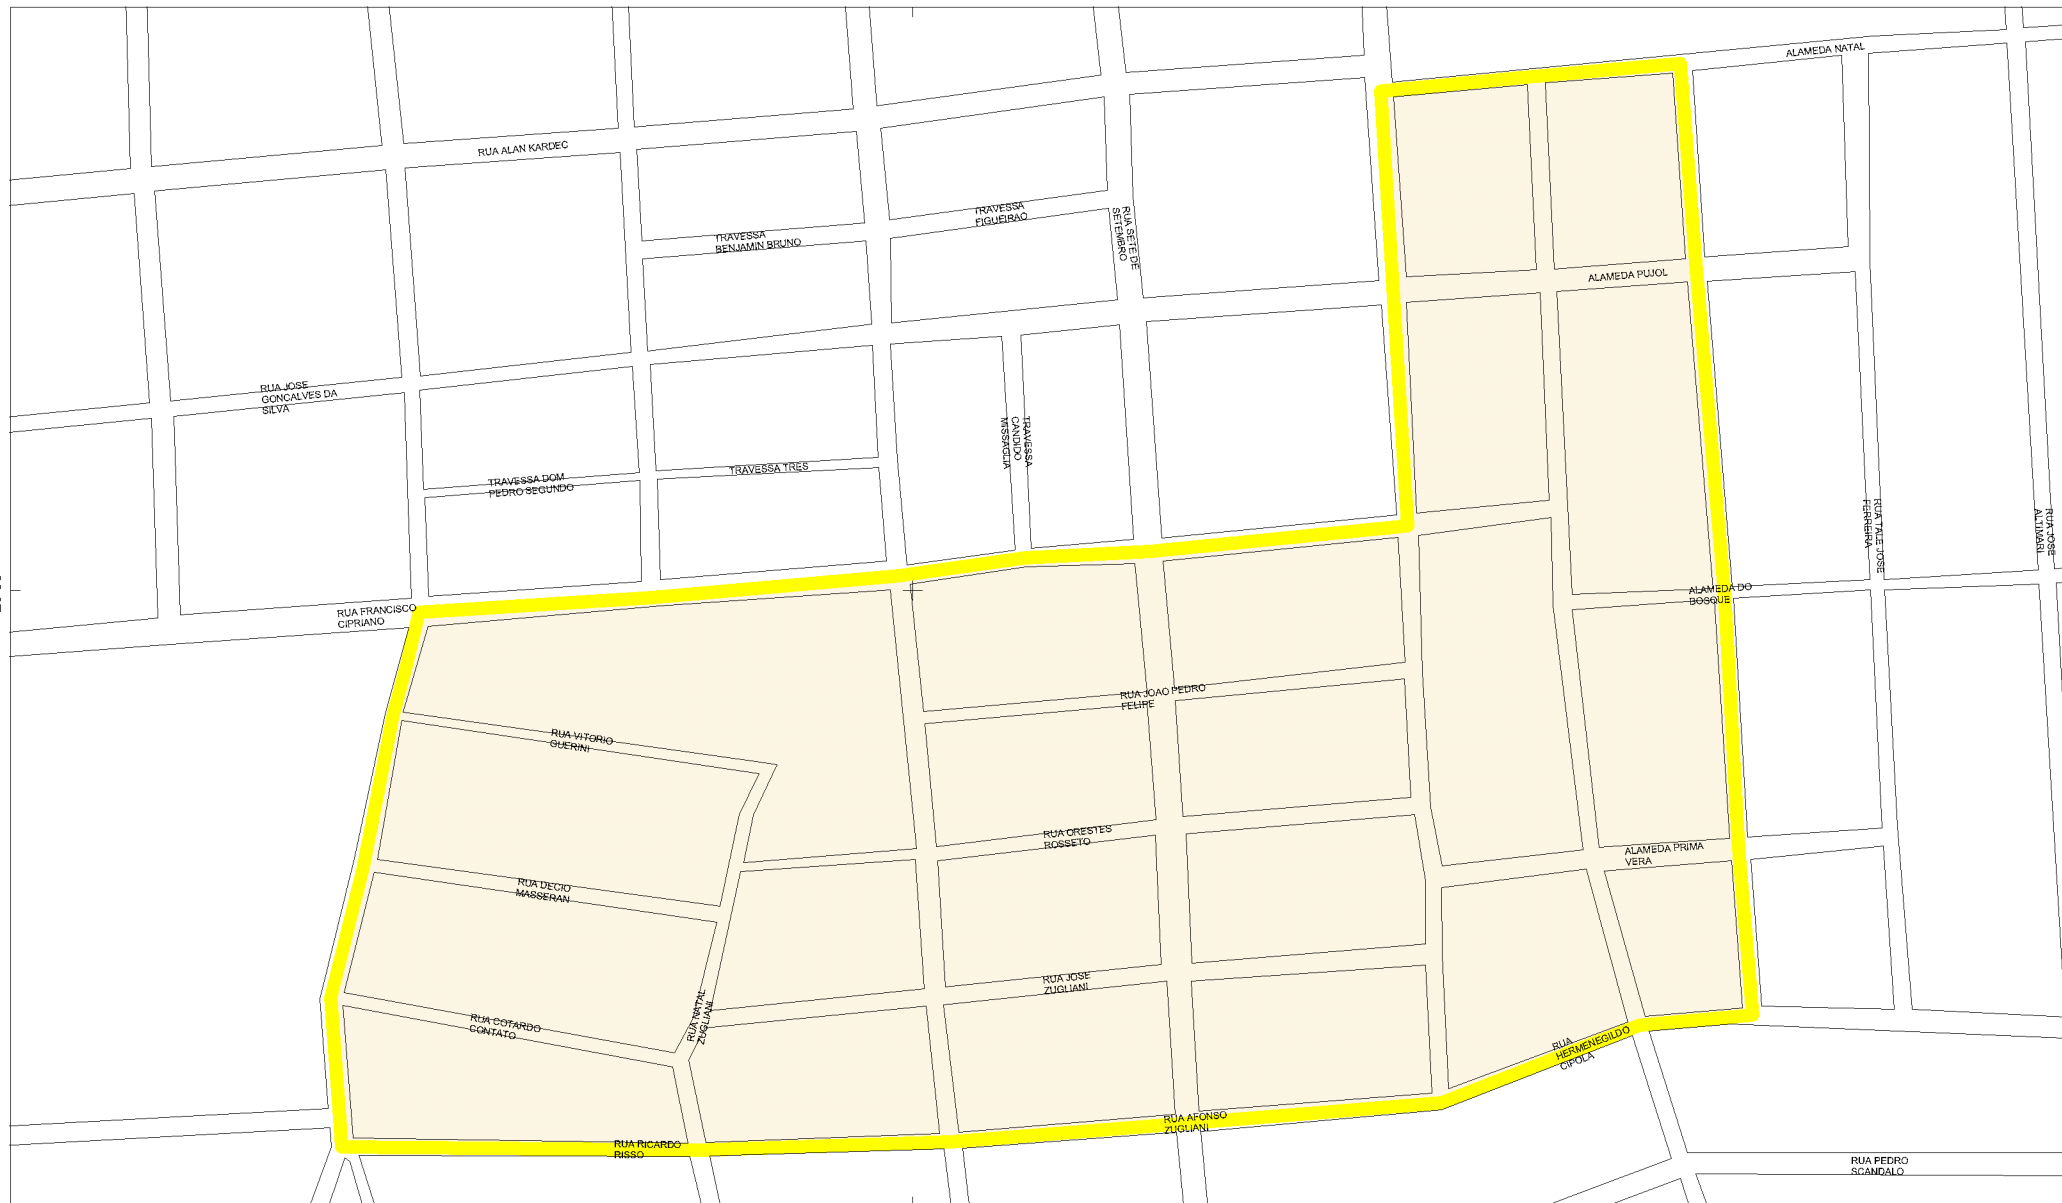 ALAMEDA NATAL
RUA ALAN KARDEC
TRAVESSA
FIGUEIRAO
RUA SETE DE
SETEMBRO
TRAVESSA
BENJAMIN BRUNO
ALAMEDA PUJOL
RUA JOSE
GONCALVES DA
SILVA
TRAVESSA
CANDIDO
MISSAGLIA
TRAVESSA TRES
TRAVESSA DOM
PEDRO SEGUNDO
RUA TALE JOSE
FERREIRA
RUA JOSE
ALTIMARI
ALAMEDA DO
BOSQUE
RUA FRANCISCO
CIPRIANO
RUA JOAO PEDRO
FELIPE
RUA VITORIO
GUERINI
RUA ORESTES
ROSSETO
ALAMEDA PRIMA
VERA
RUA DECIO
MASSERAN
RUA JOSE
ZUGLIANI
RUA NATAL
ZUGLIANI
RUA COTARDO
CONTATO
RUA
HERMENEGILDO
CIPOLA
RUA AFONSO
ZUGLIANI
RUA RICARDO
RISSO
RUA PEDRO
SCANDALO